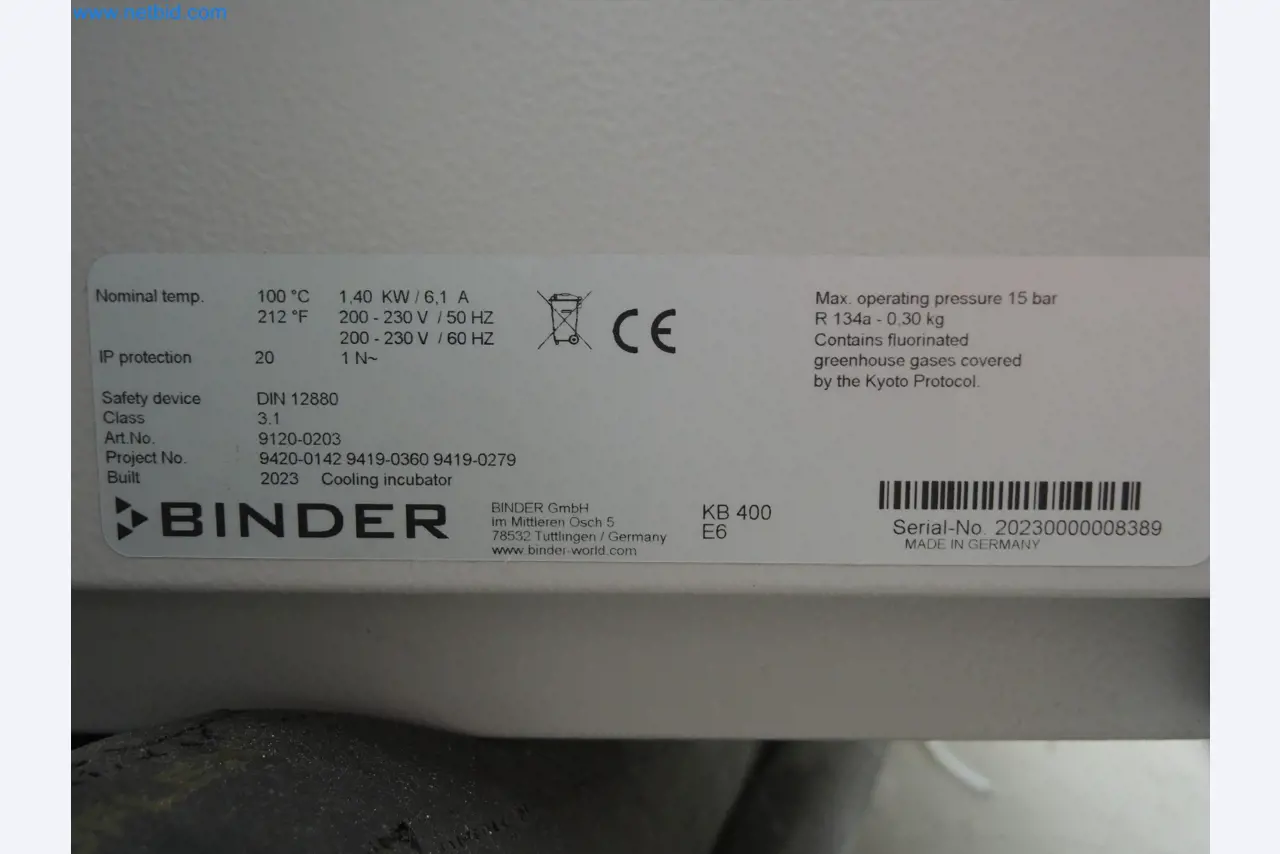 www.netbid.com
Nominal temp. 100 °C 1,40 KW / 6,1 A
212 °F 200 - 230 V / 50 HZ
200 - 230 V / 60 HZ
IP protection 20 1 N~
Safety device DIN 12880
Class 3.1
Art.No. 9120-0203
Project No. 9420-0142 9419-0360 9419-0279
Built 2023 Cooling incubator
CE
Max. operating pressure 15 bar
R 134a - 0,30 kg
Contains fluorinated
greenhouse gases covered
by the Kyoto Protocol.
BINDER
BINDER GmbH
im Mittleren Ösch 5
78532 Tuttlingen / Germany
www.binder-world.com
KB 400
E6
Serial-No. 20230000008389
MADE IN GERMANY